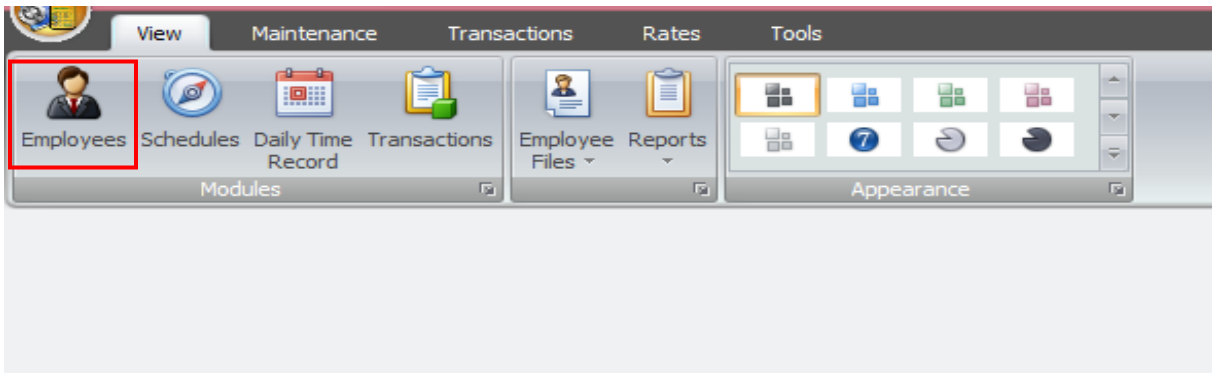 View Maintenance Transactions Rates Tools
Employees Schedules Daily Time Record Transactions Employee Files Reports
7
Modules Appearance